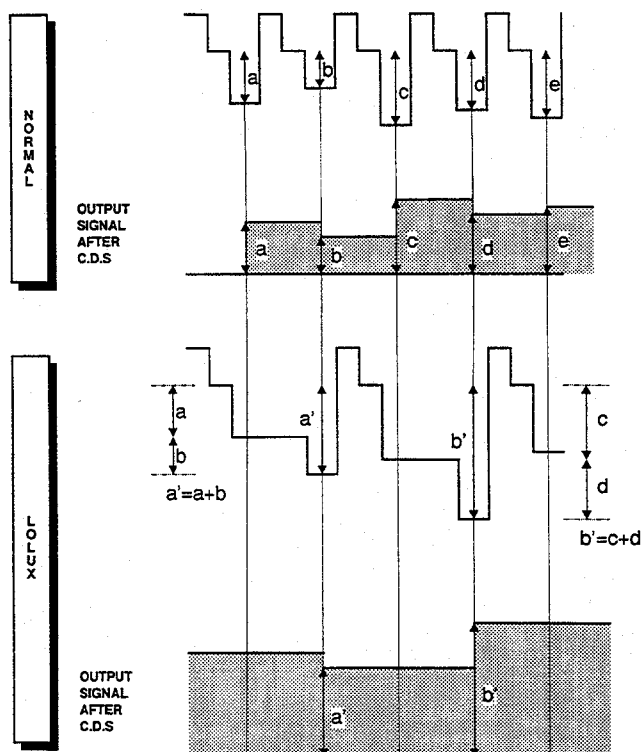 NORMAL
a
b
c
d
e
OUTPUT
SIGNAL
AFTER
C.D.S
a
b
c
d
e
LOLUX
a
b
a'=a+b
a'
b'
c
d
b'=c+d
OUTPUT
SIGNAL
AFTER
C.D.S
a'
b'